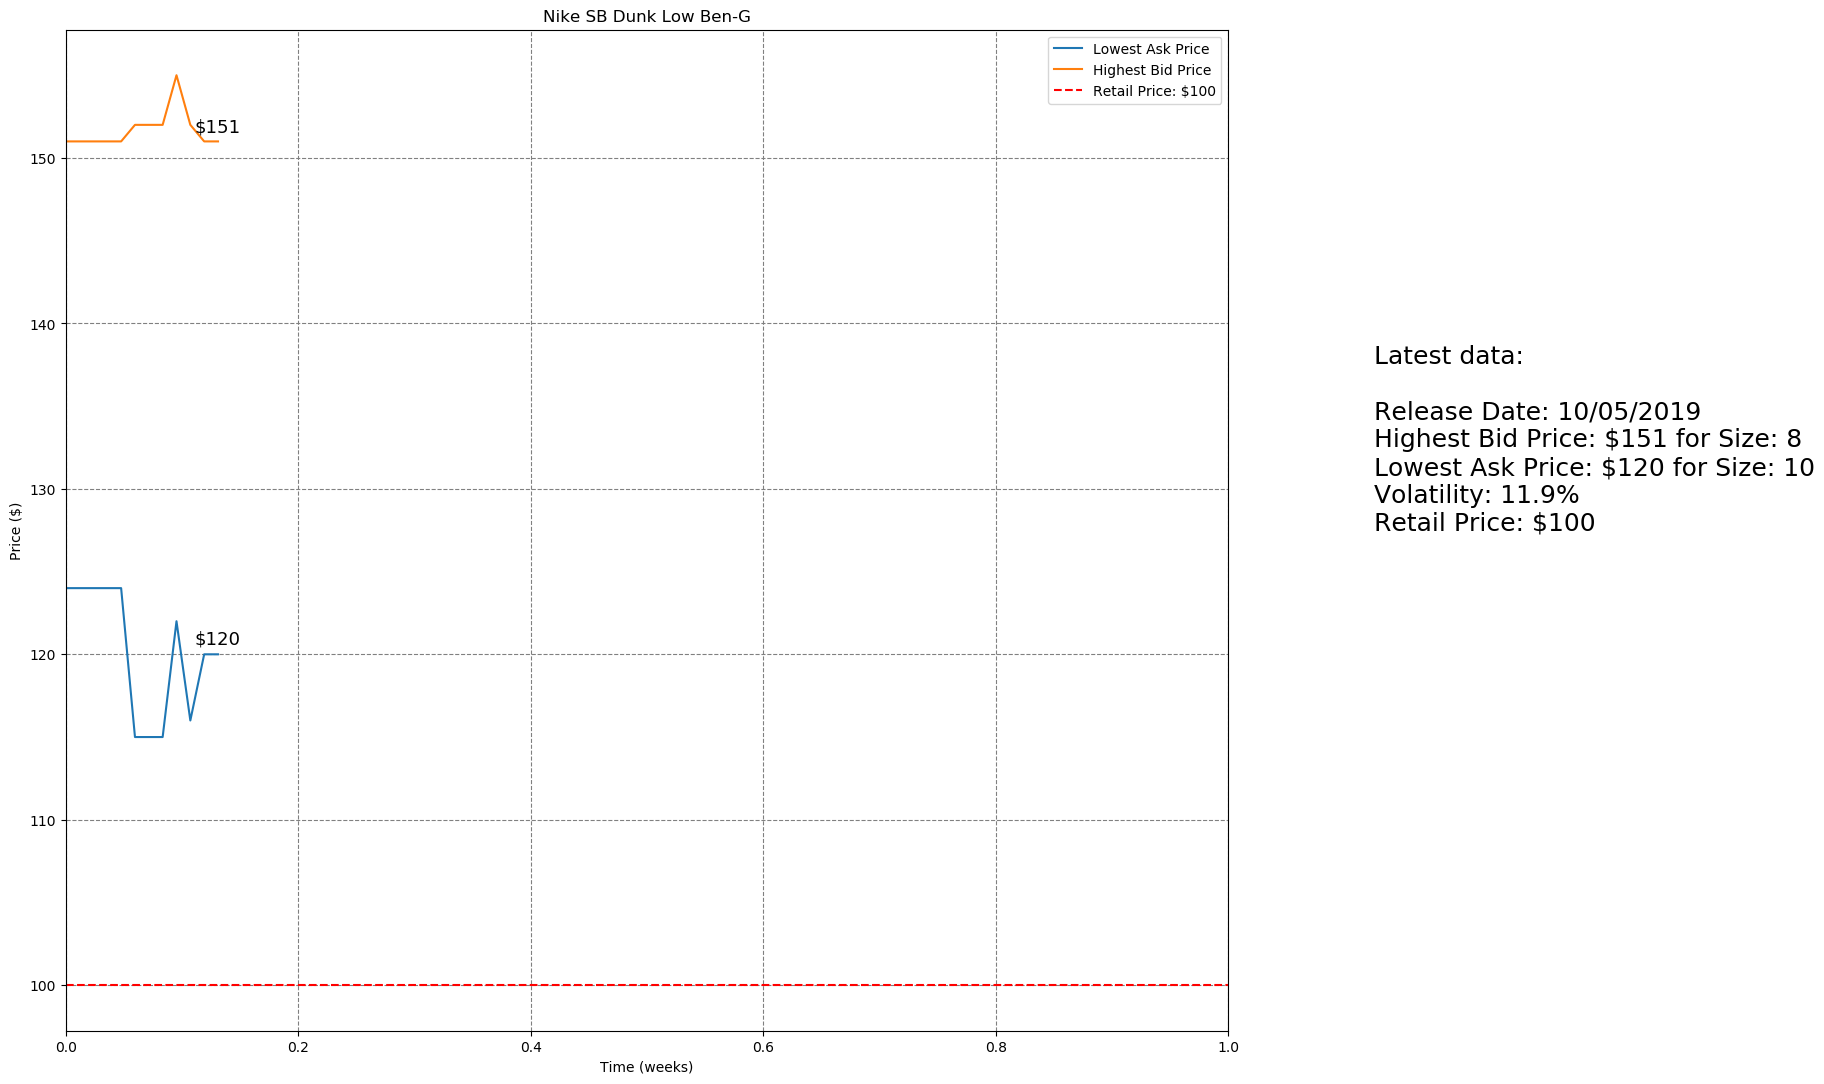 Nike SB Dunk Low Ben-G
Lowest Ask Price
Highest Bid Price
Retail Price: $100
$151
$120
150
140
130
120
110
100
Price ($)
0.0
0.2
0.4
0.6
0.8
1.0
Time (weeks)
Latest data:
Release Date: 10/05/2019
Highest Bid Price: $151 for Size: 8
Lowest Ask Price: $120 for Size: 10
Volatility: 11.9%
Retail Price: $100